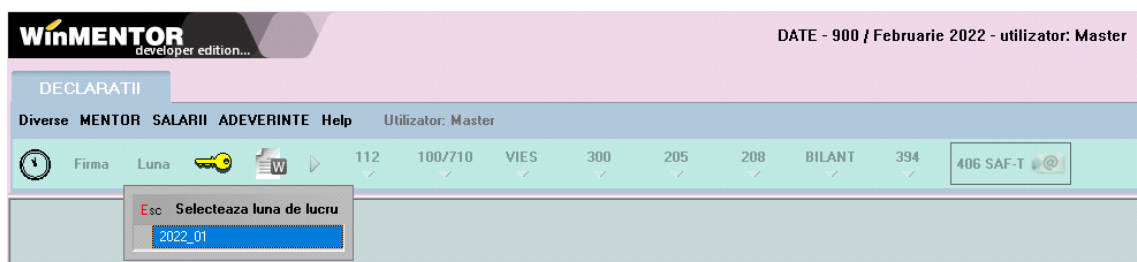 WinMENTOR
developer edition...
DATE - 900 / Februarie 2022 - utilizator: Master
DECLARATII
Diverse MENTOR SALARII ADEVERINTE Help Utilizator: Master
Firma Luna W 112 100/710 VIES 300 205 208 BILANT 394 406 SAF-T @
Esc Selecteaza luna de lucru
2022_01